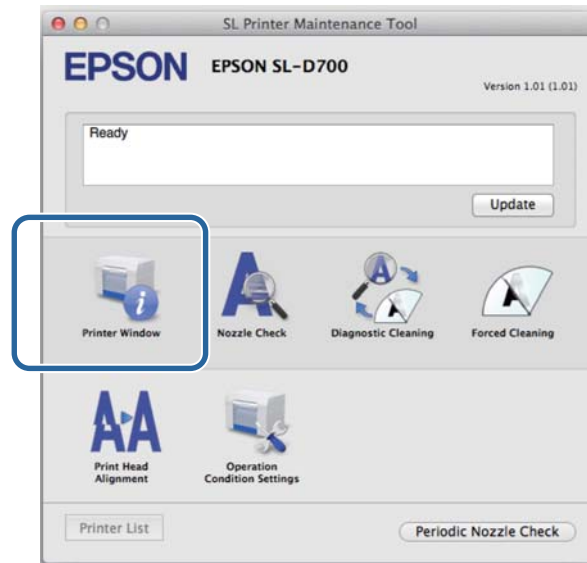 SL Printer Maintenance Tool
EPSON
EPSON SL-D700
Version 1.01 (1.01)
Ready
Update
Printer Window
Nozzle Check
Diagnostic Cleaning
Forced Cleaning
Print Head
Alignment
Operation
Condition Settings
Printer List
Periodic Nozzle Check